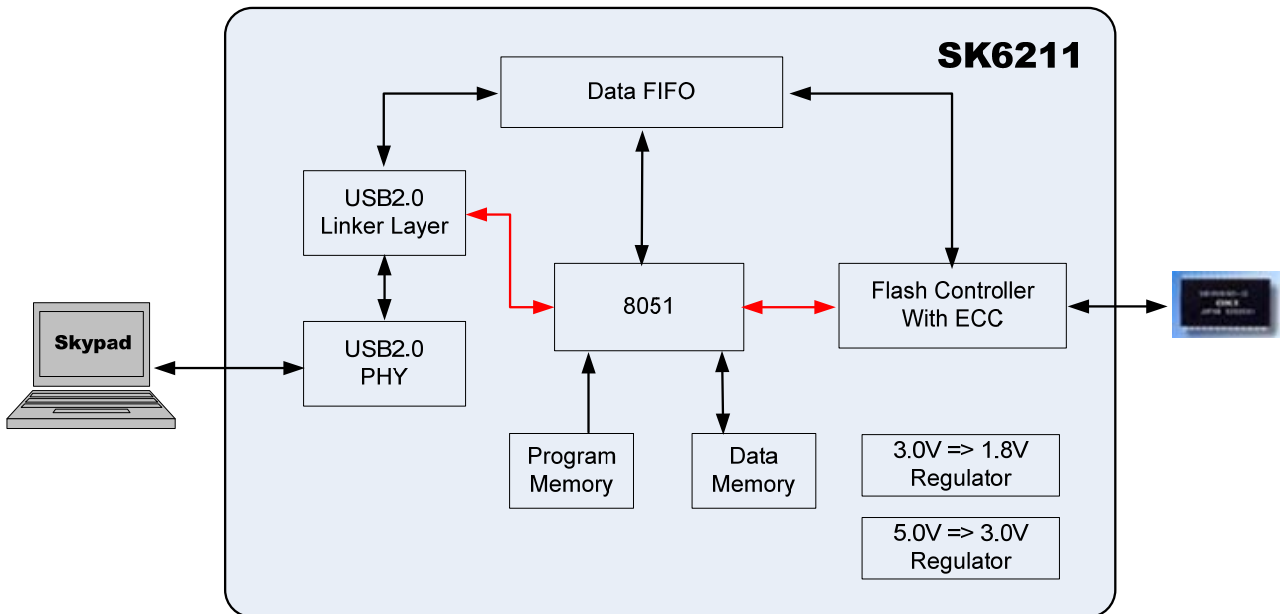 SK6211
Data FIFO
USB2.0
Linker Layer
8051
Flash Controller
With ECC
Skypad
USB2.0
PHY
Program
Memory
Data
Memory
3.0V => 1.8V
Regulator
5.0V => 3.0V
Regulator